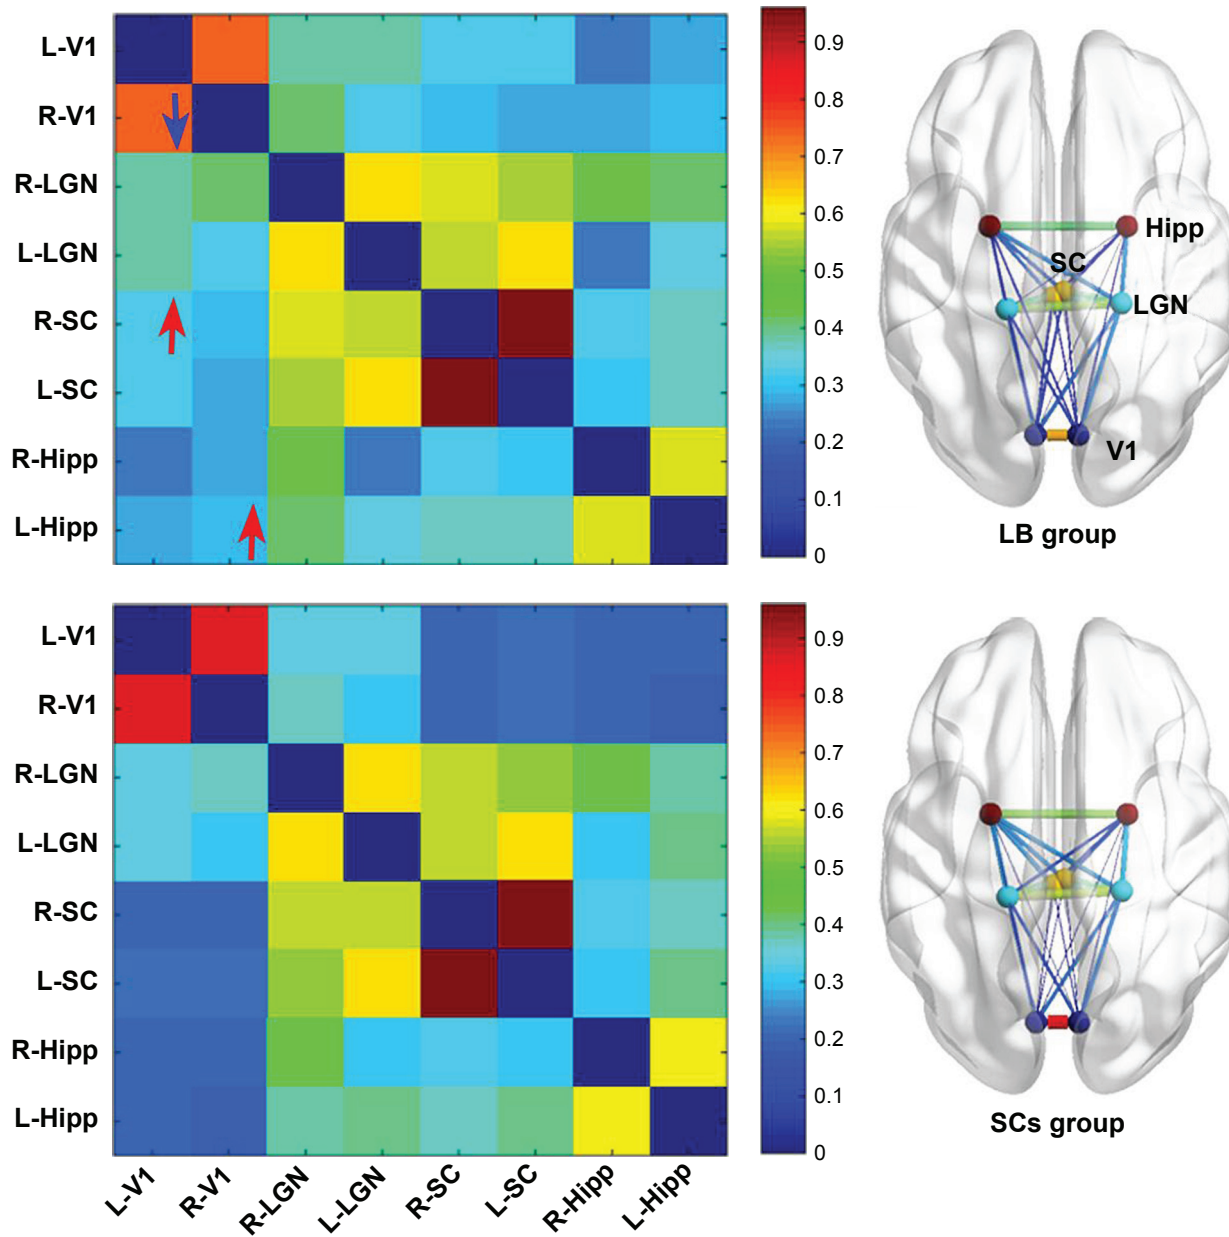 L-V1
R-V1
R-LGN
L-LGN
R-SC
L-SC
R-Hipp
L-Hipp
0.9
0.8
0.7
0.6
0.5
0.4
0.3
0.2
0.1
0
Hipp
SC
LGN
V1
LB group
L-V1
R-V1
R-LGN
L-LGN
R-SC
L-SC
R-Hipp
L-Hipp
L-V1
R-V1
R-LGN
L-LGN
R-SC
L-SC
R-Hipp
L-Hipp
0.9
0.8
0.7
0.6
0.5
0.4
0.3
0.2
0.1
0
SCs group